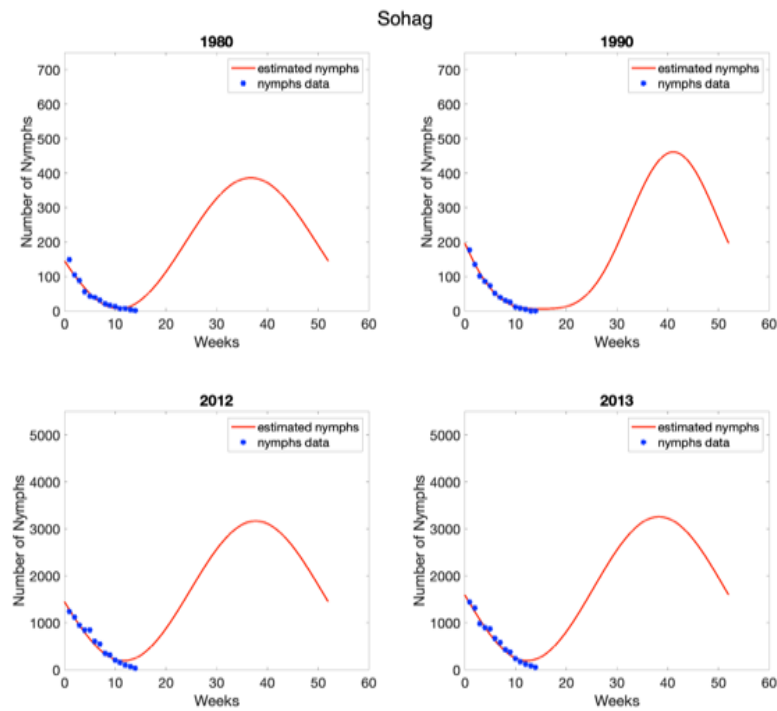 Sohag
1980
700
600
500
400
300
200
100
0
0 10 20 30 40 50 60
Number of Nymphs
Weeks
estimated nymphs
nymphs data
1990
700
600
500
400
300
200
100
0
0 10 20 30 40 50 60
Number of Nymphs
Weeks
estimated nymphs
nymphs data
2012
5000
4000
3000
2000
1000
0
0 10 20 30 40 50 60
Number of Nymphs
Weeks
estimated nymphs
nymphs data
2013
5000
4000
3000
2000
1000
0
0 10 20 30 40 50 60
Number of Nymphs
Weeks
estimated nymphs
nymphs data